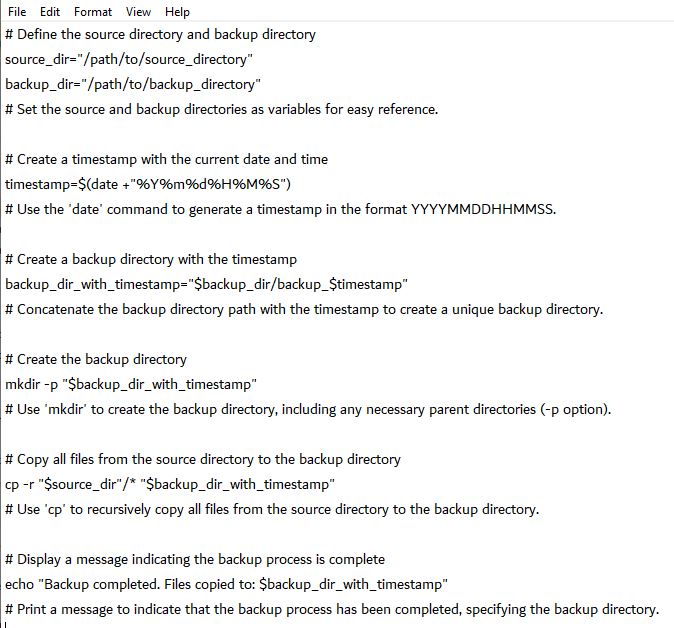 File Edit Format View Help
# Define the source directory and backup directory
source_dir="/path/to/source_directory"
backup_dir="/path/to/backup_directory"
# Set the source and backup directories as variables for easy reference.
# Create a timestamp with the current date and time
timestamp=$(date +"%Y%m%d%H%M%S")
# Use the 'date' command to generate a timestamp in the format YYYYMMDDHHMMSS.
# Create a backup directory with the timestamp
backup_dir_with_timestamp="$backup_dir/backup_$timestamp"
# Concatenate the backup directory path with the timestamp to create a unique backup directory.
# Create the backup directory
mkdir -p "$backup_dir_with_timestamp"
# Use 'mkdir' to create the backup directory, including any necessary parent directories (-p option).
# Copy all files from the source directory to the backup directory
cp -r "$source_dir"/* "$backup_dir_with_timestamp"
# Use 'cp' to recursively copy all files from the source directory to the backup directory.
# Display a message indicating the backup process is complete
echo "Backup completed. Files copied to: $backup_dir_with_timestamp"
# Print a message to indicate that the backup process has been completed, specifying the backup directory.